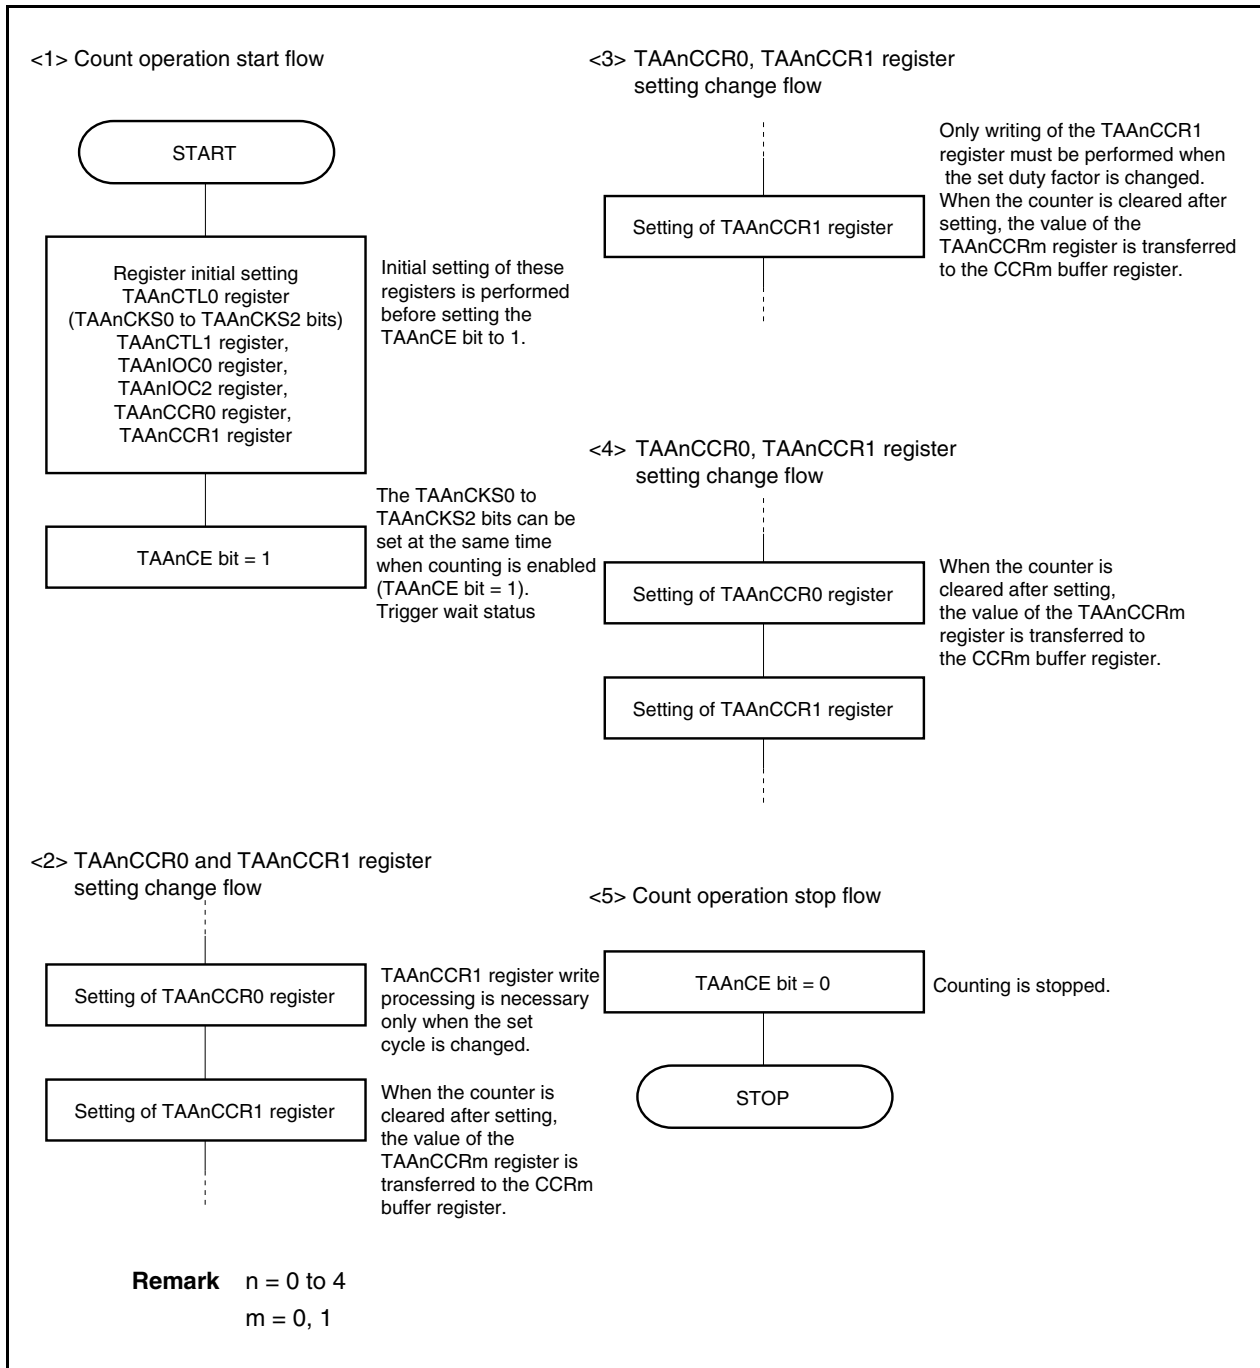 <1> Count operation start flow
START
Register initial setting
TAAnCTL0 register
(TAAnCKS0 to TAAnCKS2 bits)
TAAnCTL1 register,
TAAnIOC0 register,
TAAnIOC2 register,
TAAnCCR0 register,
TAAnCCR1 register
Initial setting of these
registers is performed
before setting the
TAAnCE bit to 1.
TAAnCE bit = 1
The TAAnCKS0 to
TAAnCKS2 bits can be
set at the same time
when counting is enabled
(TAAnCE bit = 1).
Trigger wait status
<2> TAAnCCR0 and TAAnCCR1 register
setting change flow
Setting of TAAnCCR0 register
TAAnCCR1 register write
processing is necessary
only when the set
cycle is changed.
Setting of TAAnCCR1 register
When the counter is
cleared after setting,
the value of the
TAAnCCRm register is
transferred to the CCRm
buffer register.
<3> TAAnCCR0, TAAnCCR1 register
setting change flow
Setting of TAAnCCR1 register
Only writing of the TAAnCCR1
register must be performed when
the set duty factor is changed.
When the counter is cleared after
setting, the value of the
TAAnCCRm register is transferred
to the CCRm buffer register.
<4> TAAnCCR0, TAAnCCR1 register
setting change flow
Setting of TAAnCCR0 register
When the counter is
cleared after setting,
the value of the TAAnCCRm
register is transferred to
the CCRm buffer register.
Setting of TAAnCCR1 register
<5> Count operation stop flow
TAAnCE bit = 0
Counting is stopped.
STOP
Remark n = 0 to 4
m = 0, 1